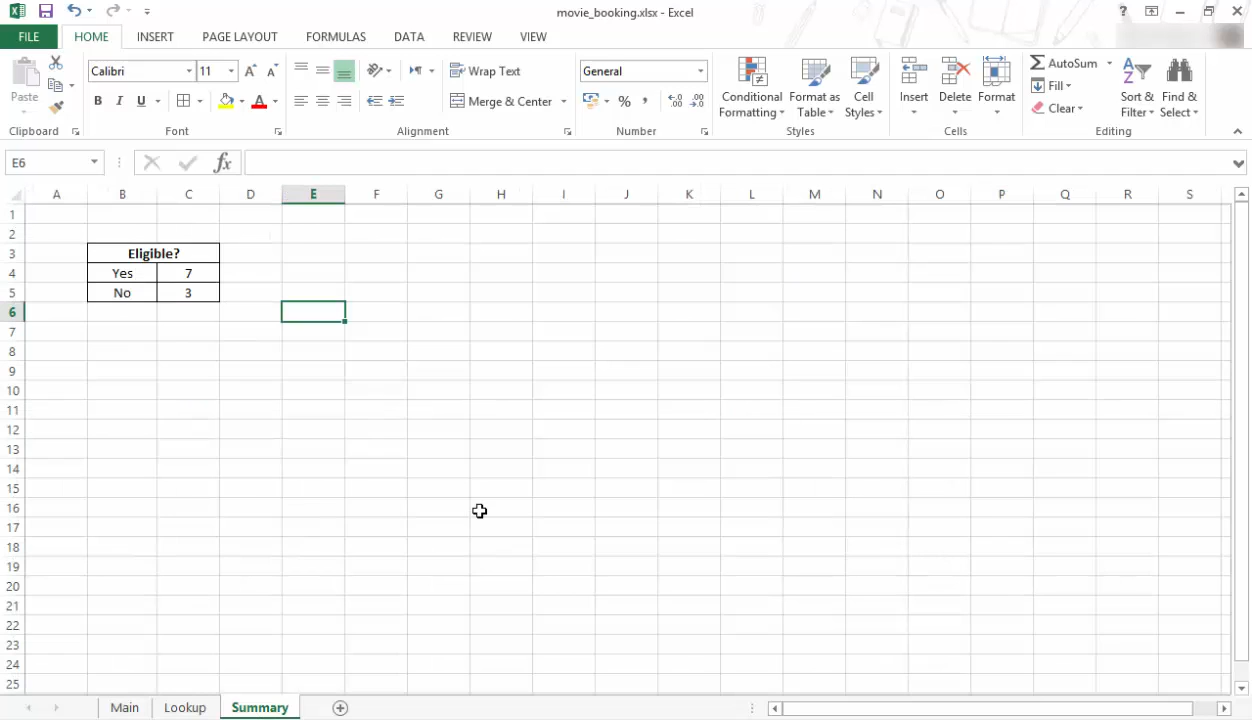 movie_booking.xlsx - Excel
FILE HOME INSERT PAGE LAYOUT FORMULAS DATA REVIEW VIEW
Paste
Calibri 11
B I U
Wrap Text
Merge & Center
General
%
Conditional Formatting
Format as Table
Cell Styles
Insert
Delete
Format
AutoSum
Fill
Clear
Sort & Filter
Find & Select
Clipboard Font Alignment Number Styles Cells Editing
E6 fx
A B C D E F G H I J K L M N O P Q R S
1
2
3 Eligible?
4 Yes 7
5 No 3
6
7
8
9
10
11
12
13
14
15
16
17
18
19
20
21
22
23
24
25
Main Lookup Summary